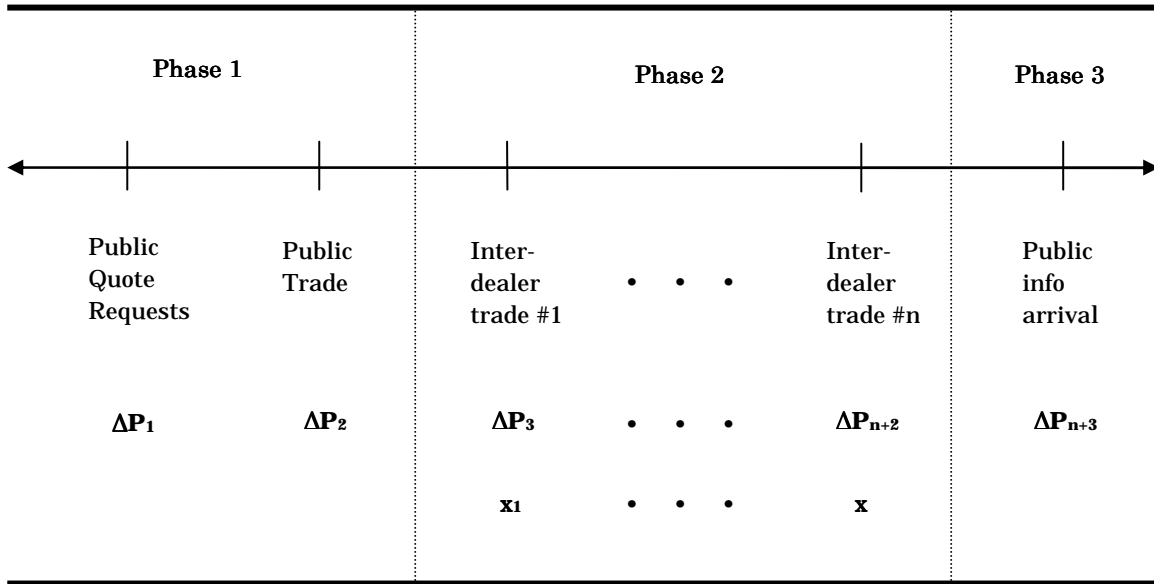 Phase 1
Phase 2
Phase 3
Public
Quote
Requests
Public
Trade
Inter-
dealer
trade #1
• • •
Inter-
dealer
trade #n
Public
info
arrival
ΔP1
ΔP2
ΔP3
• • •
ΔPn+2
ΔPn+3
x1
• • •
x